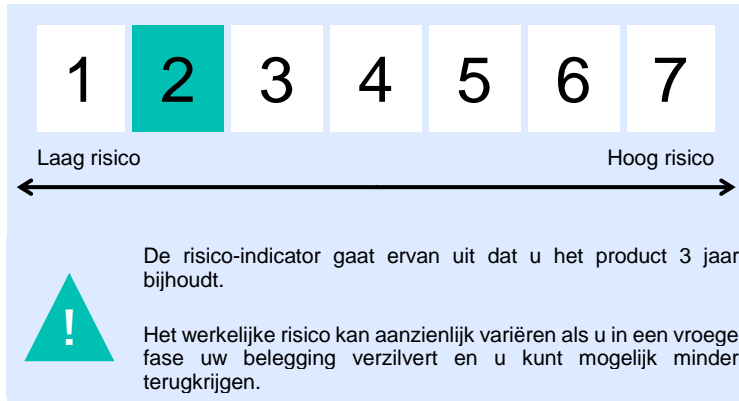 1 2 3 4 5 6 7
Laag risico Hoog risico
De risico-indicator gaat ervan uit dat u het product 3 jaar
bijhoudt.
!
Het werkelijke risico kan aanzienlijk variëren als u in een vroege
fase uw belegging verzilvert en u kunt mogelijk minder
terugkrijgen.